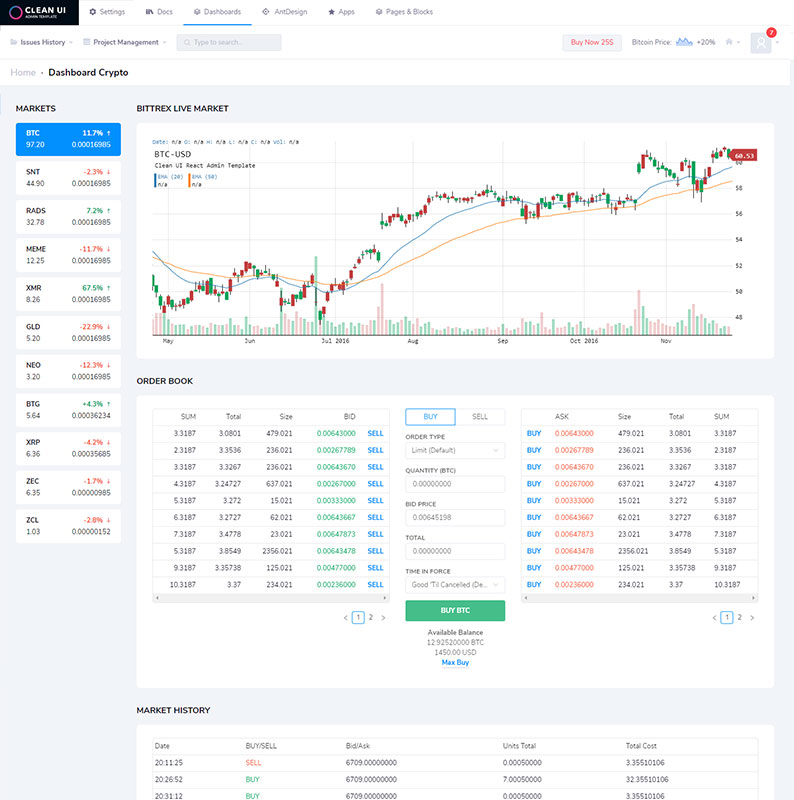 CLEAN UI
ADMIN TEMPLATE
Settings
Docs
Dashboards
AntDesign
Apps
Pages & Blocks
Issues History
Project Management
Type to search...
Buy Now 25$
Bitcoin Price:
+20%
7
Home • Dashboard Crypto
MARKETS
BTC 11.7% ↑
97.20 0.00016985
SNT -2.3% ↓
44.90 0.00016985
RADS 7.2% ↑
32.78 0.00016985
MEME -11.7% ↓
12.25 0.00016985
XMR 67.5% ↑
8.26 0.00016985
GLD -22.9% ↓
5.20 0.00016985
NEO -12.3% ↓
3.20 0.00016985
BTG +4.3% ↑
5.64 0.00036234
XRP -4.2% ↓
6.36 0.00035685
ZEC -1.7% ↓
6.35 0.00000985
ZCL -2.8% ↓
1.03 0.00000152
BITTREX LIVE MARKET
Date: n/a O: n/a H: n/a L: n/a C: n/a Vol: n/a
BTC-USD
Clean UI React Admin Template
EMA (20) EMA (50)
n/a n/a
60.53
60
58
56
54
52
50
48
May Jun Jul 2016 Aug Sep Oct 2016 Nov
ORDER BOOK
SUM Total Size BID
3.3187 3.0801 479.021 0.00643000 SELL
2.3187 3.3536 236.021 0.00267789 SELL
3.3187 3.3267 236.021 0.00643670 SELL
4.3187 3.24727 637.021 0.00267000 SELL
5.3187 3.272 15.021 0.00333000 SELL
6.3187 3.2727 62.021 0.00643667 SELL
7.3187 3.4778 23.021 0.00647873 SELL
5.3187 3.8549 2356.021 0.00643478 SELL
9.3187 3.35738 125.021 0.00477000 SELL
10.3187 3.37 234.021 0.00236000 SELL
1 2
BUY SELL
ORDER TYPE
Limit (Default)
QUANTITY (BTC)
0.00000000
BID PRICE
0.00645198
TOTAL
0.00000000
TIME IN FORCE
Good 'Til Cancelled (De...
BUY BTC
Available Balance
12.92520000 BTC
1450.00 USD
Max Buy
ASK Size Total SUM
BUY 0.00643000 479.021 3.0801 3.3187
BUY 0.00267789 236.021 3.3536 2.3187
BUY 0.00643670 236.021 3.3267 3.3187
BUY 0.00267000 637.021 3.24727 4.3187
BUY 0.00333000 15.021 3.272 5.3187
BUY 0.00643667 62.021 3.2727 6.3187
BUY 0.00647873 23.021 3.4778 7.3187
BUY 0.00643478 2356.021 3.8549 5.3187
BUY 0.00477000 125.021 3.35738 9.3187
BUY 0.00236000 234.021 3.37 10.3187
1 2
MARKET HISTORY
Date BUY/SELL Bid/Ask Units Total Total Cost
20:11:25 SELL 6709.00000000 0.00050000 3.35510106
20:26:52 BUY 6709.00000000 7.00050000 32.35510106
20:31:12 BUY 6709.00000000 0.00050000 3.35510106